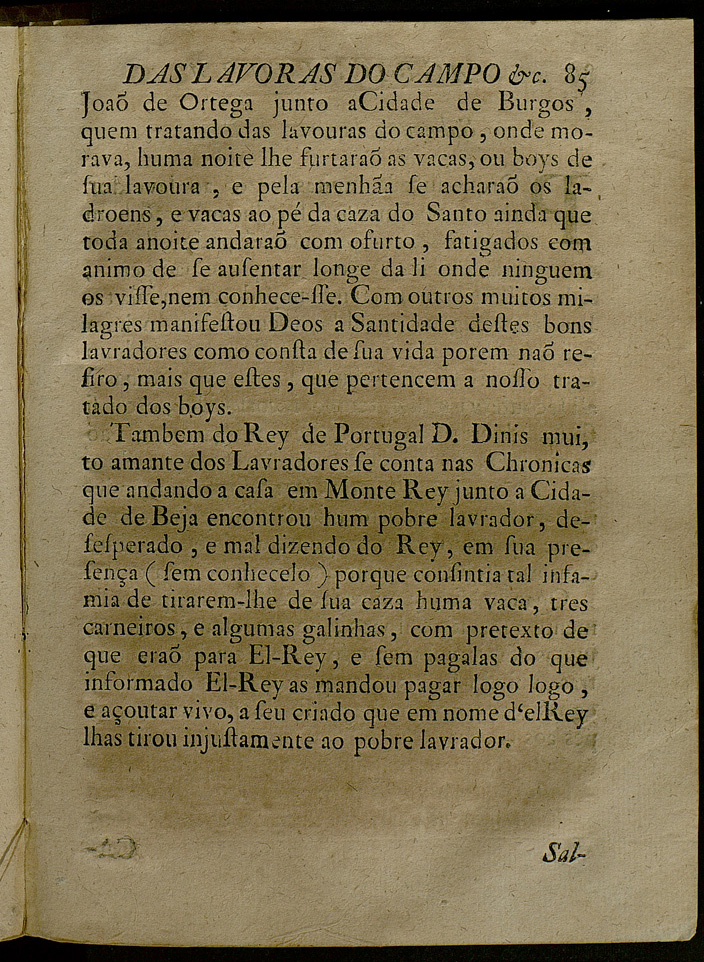 DAS LAVORAS DO CAMPO &c. 85
Joaõ de Ortega junto aCidade de Burgos ,
quem tratando das lavouras do campo , onde mo-
rava, huma noite lhe furtaraõ as vacas, ou boys de
ſua lavoura , e pela menhãa ſe acharaõ os la-
droens , e vacas ao pé da caza do Santo ainda que
toda anoite andaraõ com ofurto , fatigados com
animo de ſe auſentar longe da li onde ninguem
os viſſe,nem conhece-ſſe. Com outros muitos mi-
lagres manifeſtou Deos a Santidade deſtes bons
lavradores como conſta de ſua vida porem naõ re-
firo , mais que eſtes , que pertencem a noſſo tra-
tado dos boys.
Tambem do Rey de Portugal D. Dinis mui,
to amante dos Lavradores ſe conta nas Chronicas
que andando a caſa em Monte Rey junto a Cida-
de de Beja encontrou hum pobre lavrador , de-
ſeſperado , e mal dizendo do Rey , em ſua pre-
ſença ( ſem conhecelo ) porque conſintia tal infa-
mia de tirarem-lhe de ſua caza huma vaca , tres
carneiros , e algumas galinhas , com pretexto de
que eraõ para El-Rey , e ſem pagalas do que
informado El-Rey as mandou pagar logo logo ,
e açoutar vivo, a ſeu criado que em nome d‘elRey
lhas tirou injuſtamente ao pobre lavrador.
Sal-